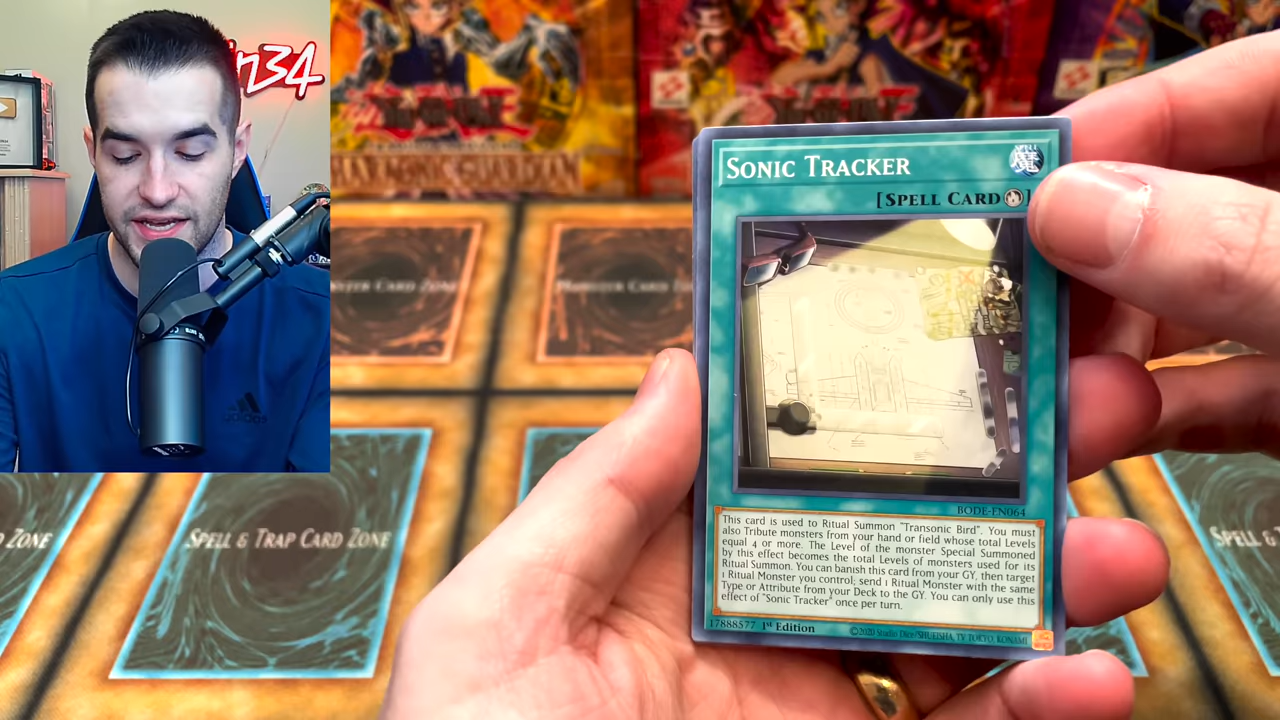 n34
SONIC TRACKER
SPELL
[SPELL CARD]
BODE-EN064
This card is used to Ritual Summon "Transonic Bird". You must
also Tribute monsters from your hand or field whose total Levels
equal 4 or more. The Level of the monster Special Summoned
by this effect becomes the total Levels of monsters used for its
Ritual Summon. You can banish this card from your GY, then target
1 Ritual Monster you control; send 1 Ritual Monster with the same
Type or Attribute from your Deck to the GY. You can only use this
effect of "Sonic Tracker" once per turn.
17888577 1st Edition ©2020 Studio Dice/SHUEISHA, TV TOKYO, KONAMI
MONSTER CARD ZONE
MONSTER CARD ZO
D ZONE
SPELL & TRAP CARD ZONE
SPELL &
adidas